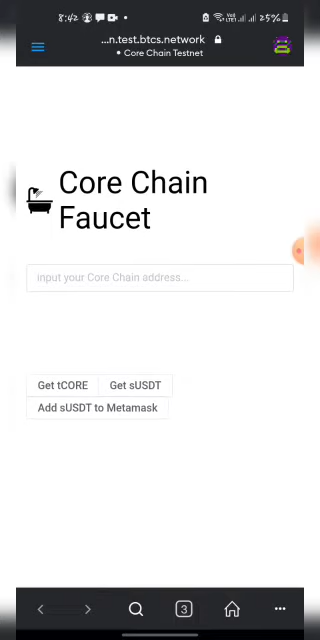 8:42
25%
...n.test.btcs.network
Core Chain Testnet
Core Chain
Faucet
input your Core Chain address...
Get tCORE
Get sUSDT
Add sUSDT to Metamask
3